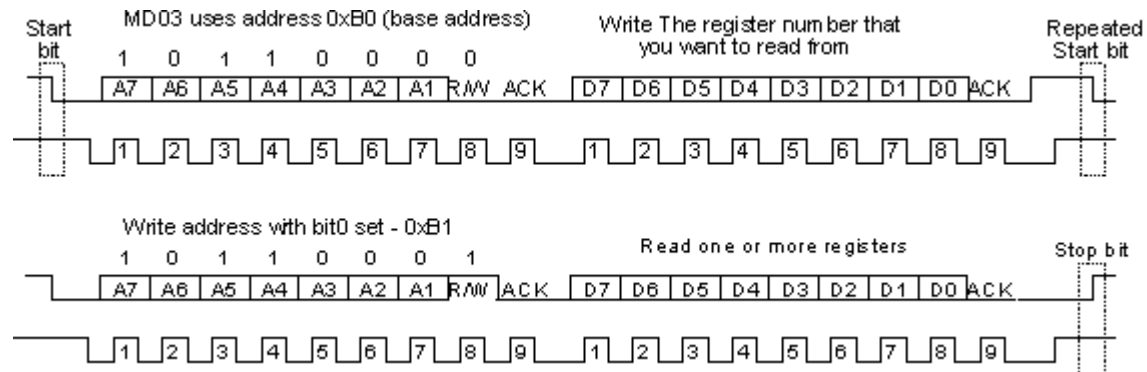 Start bit
MD03 uses address 0xB0 (base address)
Write The register number that you want to read from
Repeated Start bit
1 0 1 1 0 0 0 0
A7 A6 A5 A4 A3 A2 A1 R/W ACK D7 D6 D5 D4 D3 D2 D1 D0 ACK
1 2 3 4 5 6 7 8 9 1 2 3 4 5 6 7 8 9
Write address with bit0 set - 0xB1
Read one or more registers
Stop bit
1 0 1 1 0 0 0 1
A7 A6 A5 A4 A3 A2 A1 R/W ACK D7 D6 D5 D4 D3 D2 D1 D0 ACK
1 2 3 4 5 6 7 8 9 1 2 3 4 5 6 7 8 9